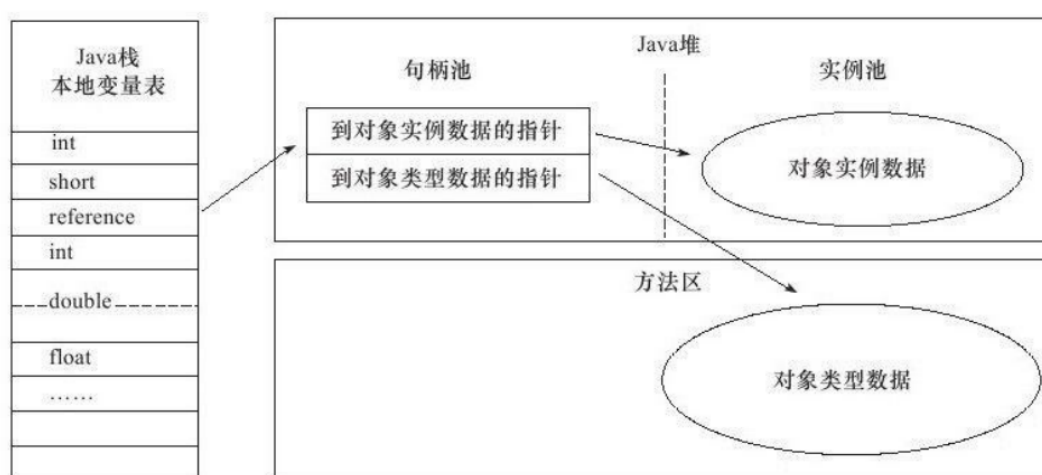 Java栈
本地变量表
int
short
reference
int
double
float
……
Java堆
句柄池
实例池
到对象实例数据的指针
到对象类型数据的指针
对象实例数据
方法区
对象类型数据